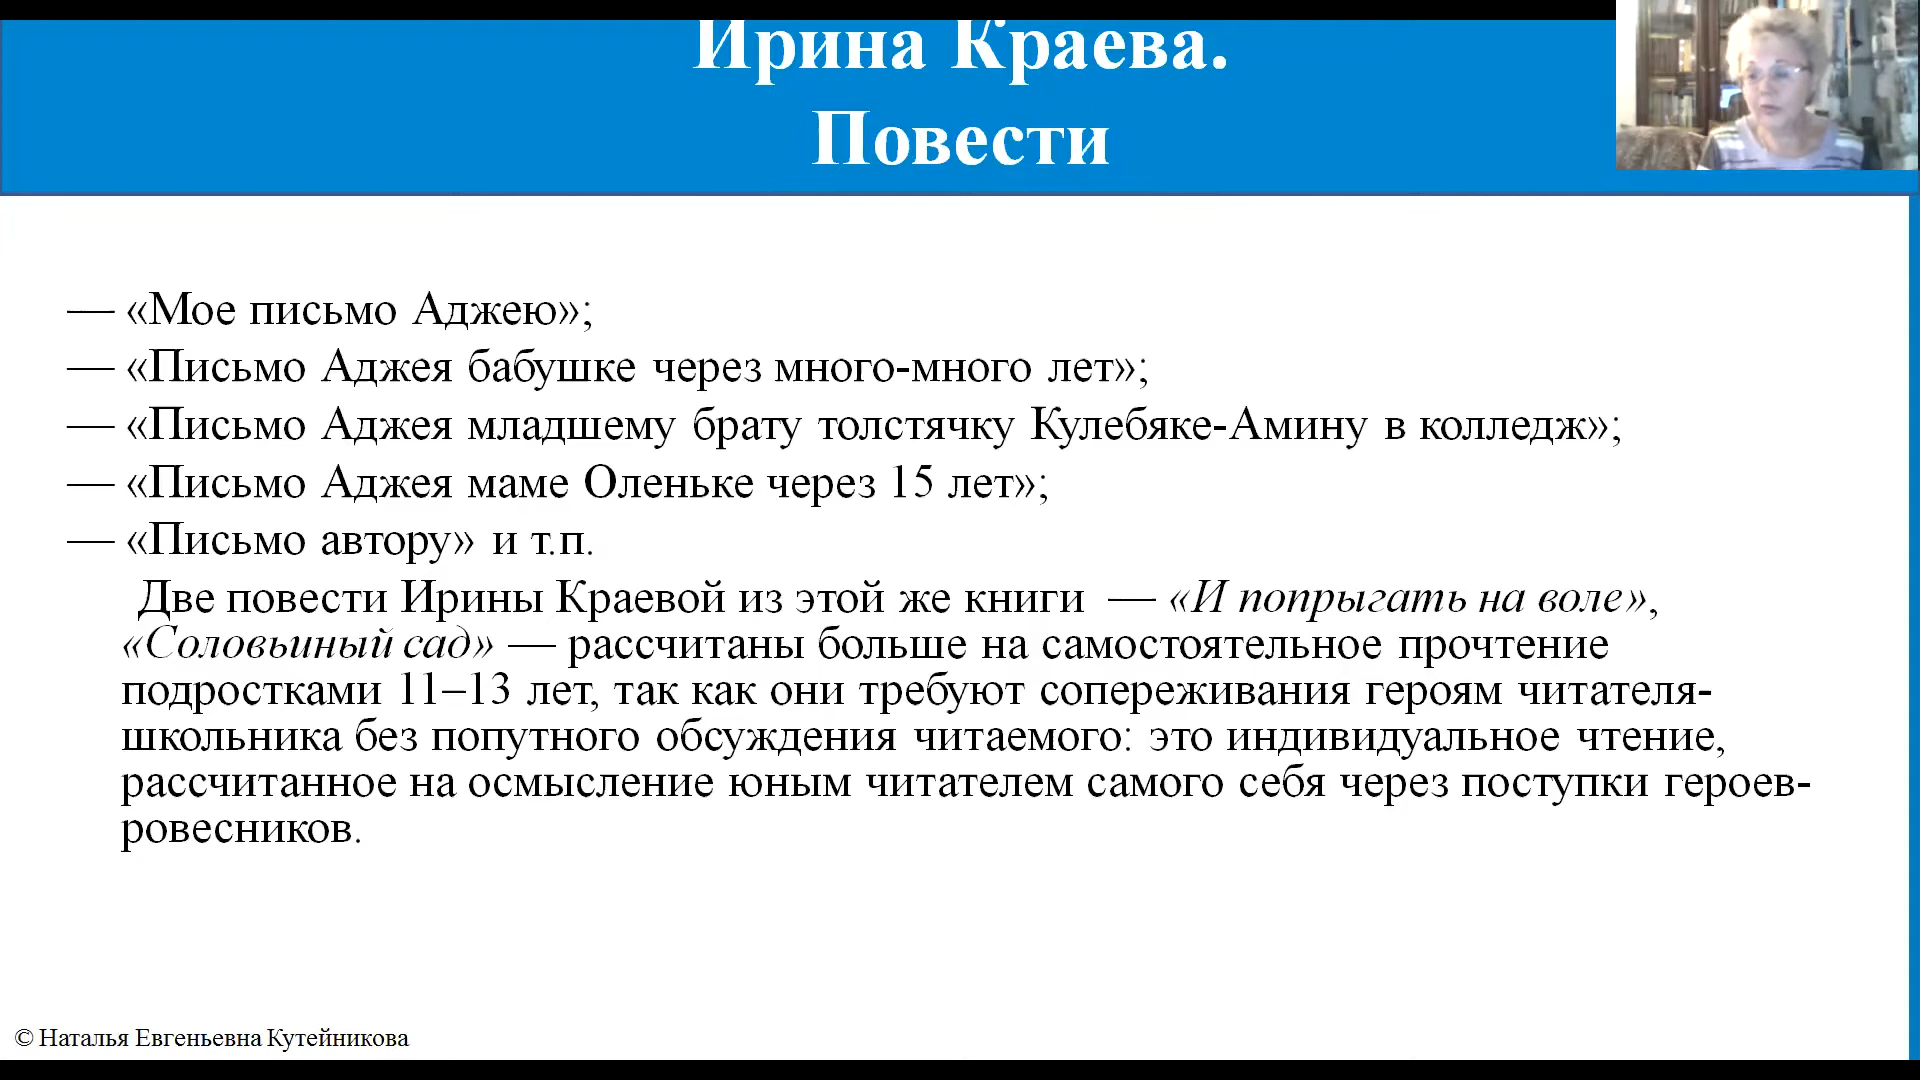 Ирина Краева.
Повести
— «Мое письмо Аджею»;
— «Письмо Аджея бабушке через много-много лет»;
— «Письмо Аджея младшему брату толстячку Кулебяке-Амину в колледж»;
— «Письмо Аджея маме Оленьке через 15 лет»;
— «Письмо автору» и т.п.
Две повести Ирины Краевой из этой же книги — «И попрыгать на воле»,
«Соловьиный сад» — рассчитаны больше на самостоятельное прочтение
подростками 11–13 лет, так как они требуют сопереживания героям читателя-
школьника без попутного обсуждения читаемого: это индивидуальное чтение,
рассчитанное на осмысление юным читателем самого себя через поступки героев-
ровесников.
© Наталья Евгеньевна Кутейникова